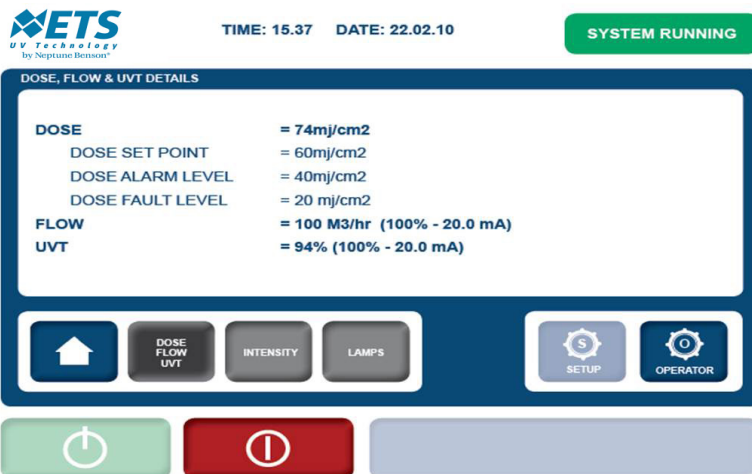 ETS
UV Technology
by Neptune Benson®
TIME: 15.37 DATE: 22.02.10
SYSTEM RUNNING
DOSE, FLOW & UVT DETAILS
DOSE = 74mj/cm2
DOSE SET POINT = 60mj/cm2
DOSE ALARM LEVEL = 40mj/cm2
DOSE FAULT LEVEL = 20 mj/cm2
FLOW = 100 M3/hr (100% - 20.0 mA)
UVT = 94% (100% - 20.0 mA)
DOSE
FLOW
UVT
INTENSITY
LAMPS
S
SETUP
O
OPERATOR